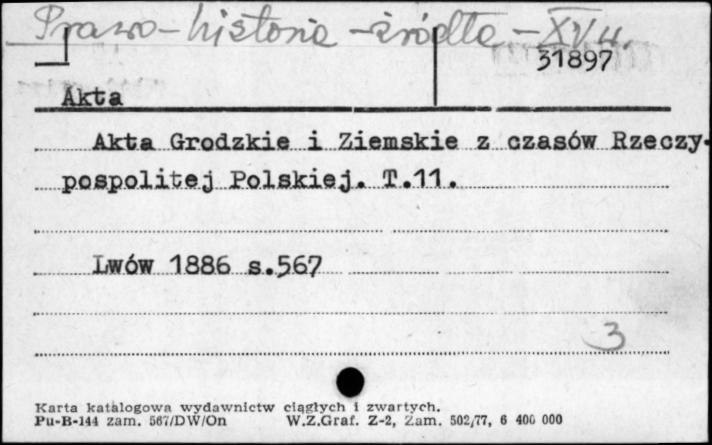 Prawo - historia - źródła - XV w.
31897
Akta
Akta Grodzkie i Ziemskie z czasów Rzeczy-
pospolitej Polskiej. T.11.
Lwów 1886 s.567
3
Karta katalogowa wydawnictw ciągłych i zwartych.
Pu-B-144 zam. 567/DW/On W.Z.Graf. Z-2, Zam. 502/77, 6 400 000